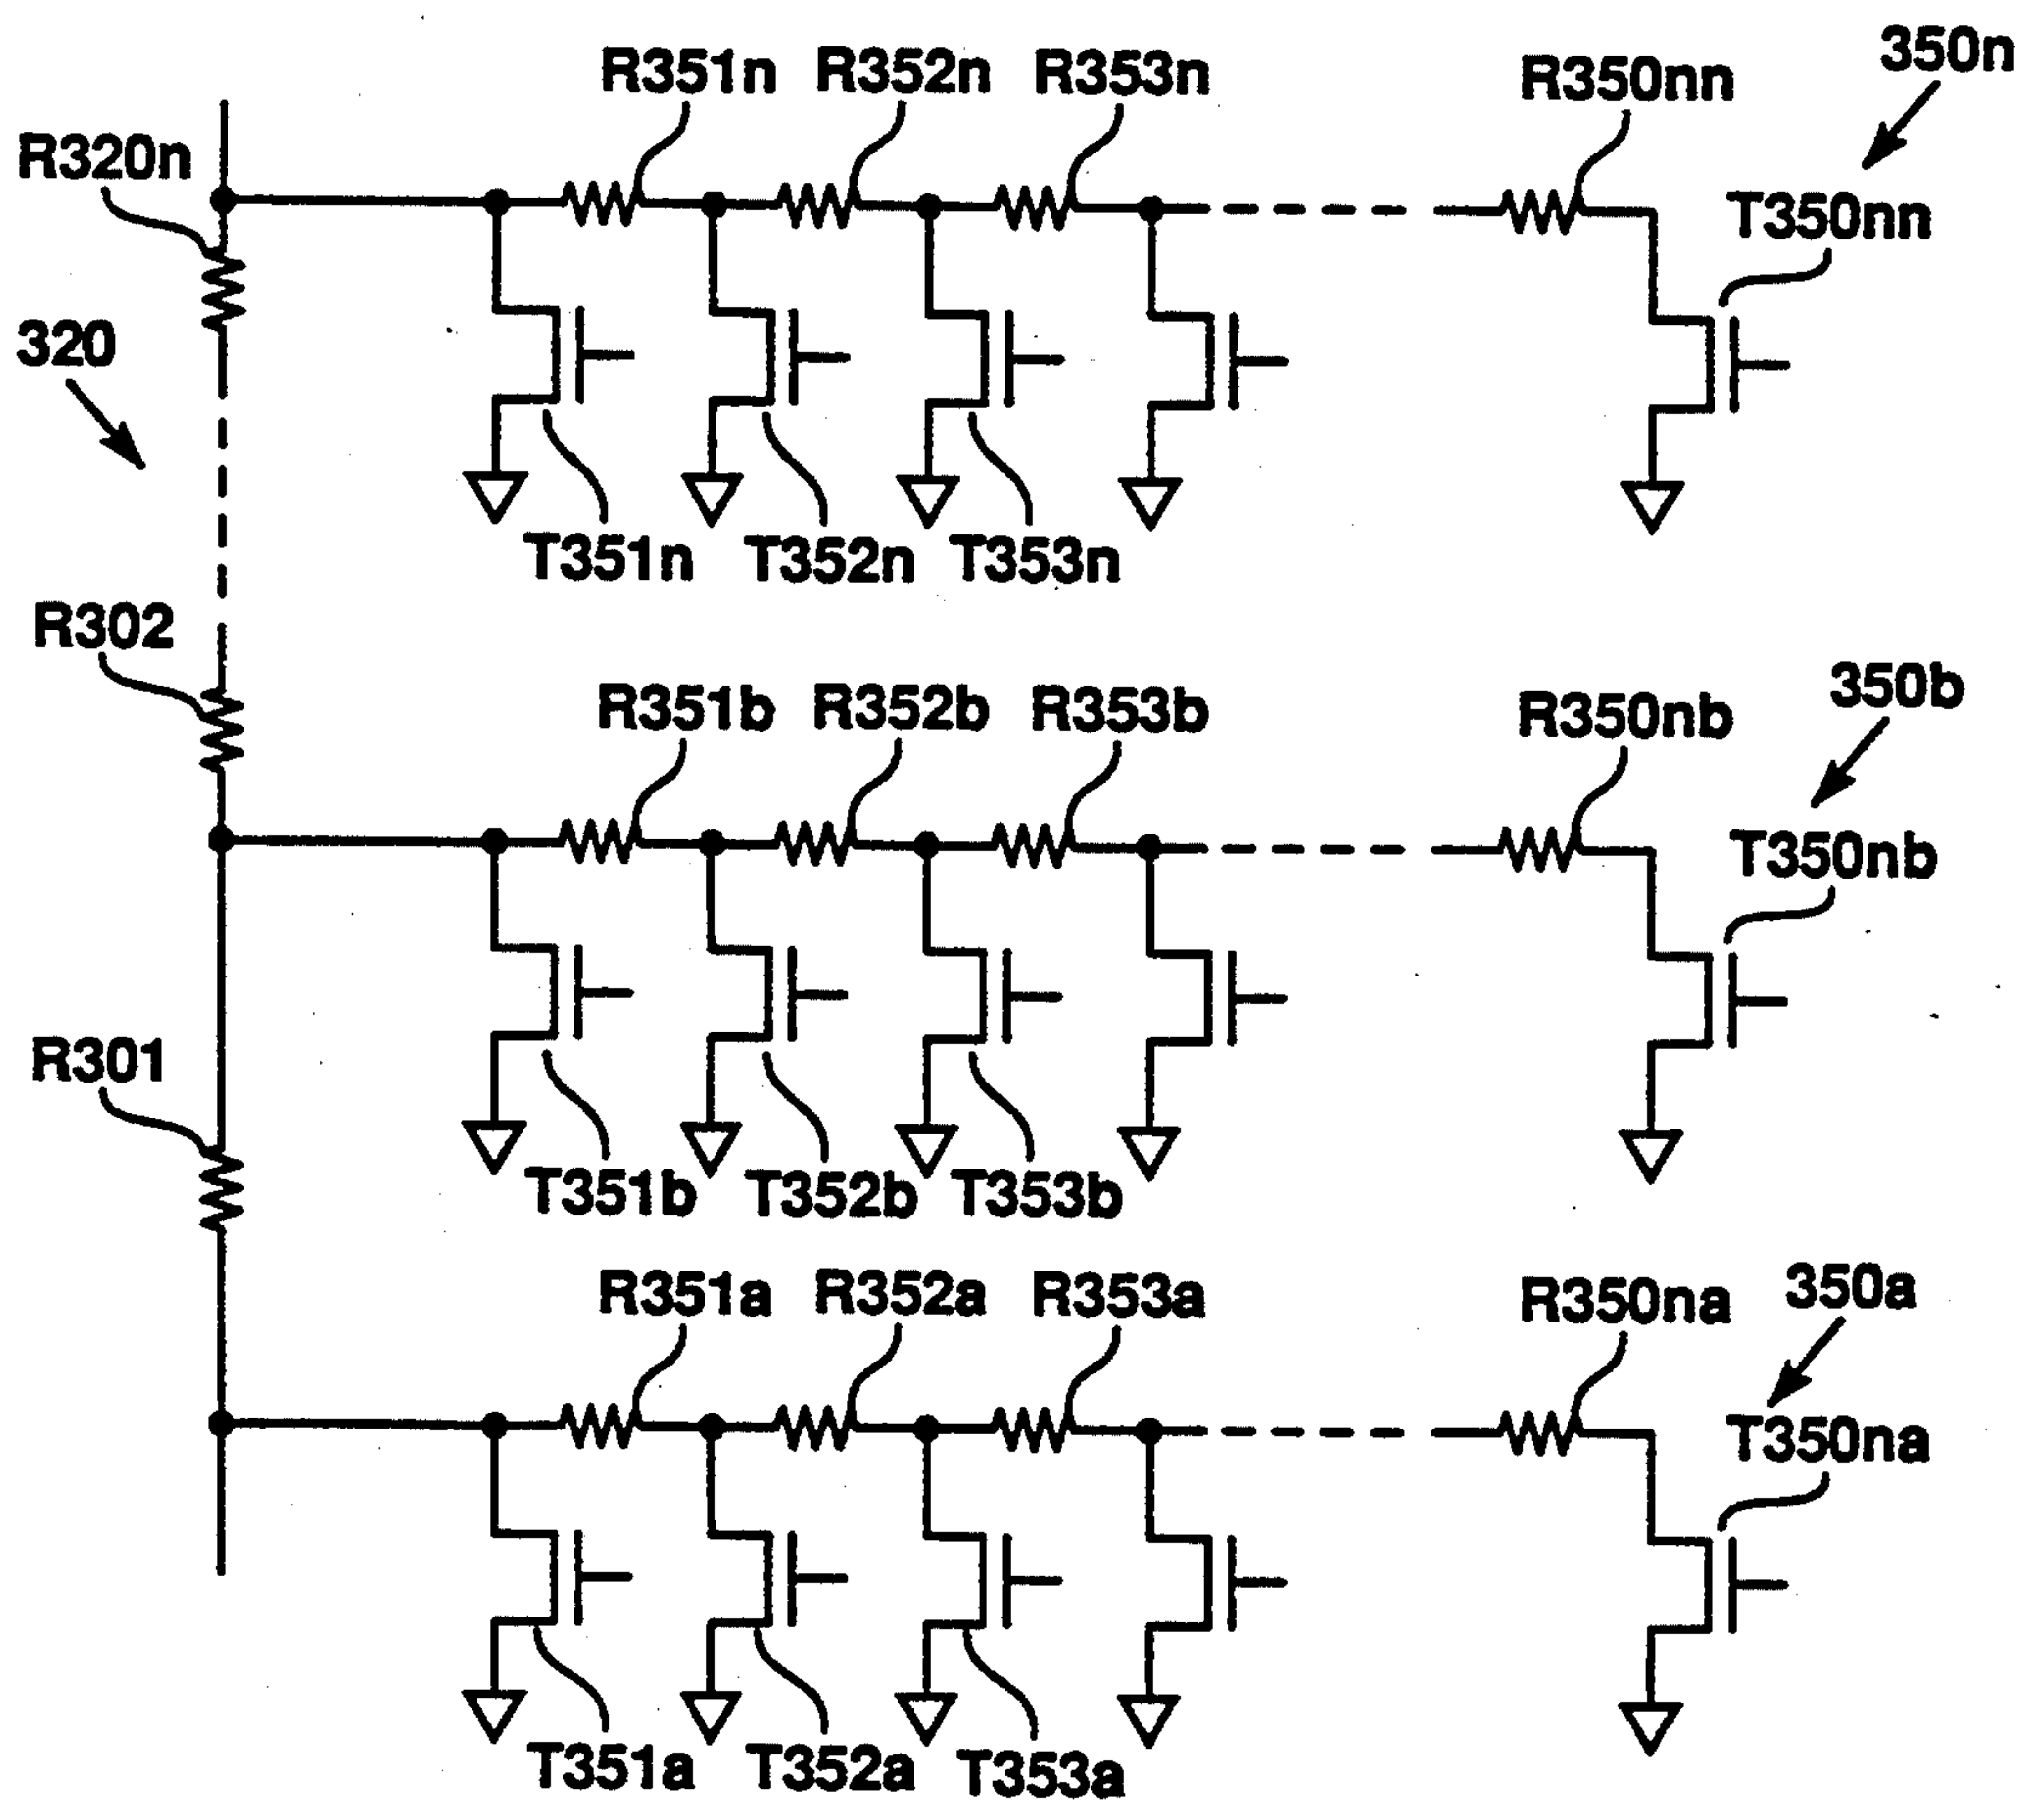 R351n R352n R353n R350nn 350n
R320n
T350nn
320
T351n T352n T353n
R302
R351b R352b R353b R350nb 350b
T350nb
R301
T351b T352b T353b
R351a R352a R353a R350na 350a
T350na
T351a T352a T353a